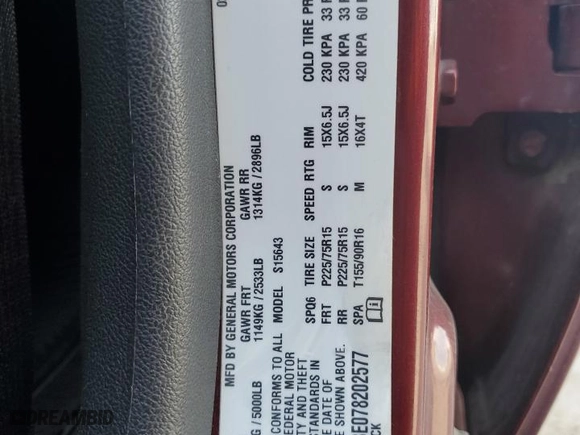 MFD BY GENERAL MOTORS CORPORATION
GAWR FRT GAWR RR
1149KG / 2533LB 1314KG / 2896LB
/ 5000LB
CONFORMS TO ALL MODEL S15643
FEDERAL MOTOR
TY AND THEFT
STANDARDS IN
E DATE OF
E SHOWN ABOVE.
E078202577
CK
SPQ6 TIRE SIZE SPEED RTG RIM COLD TIRE PR
FRT P225/75R15 S 15X6.5J 230 KPA 33
RR P225/75R15 S 15X6.5J 230 KPA 33
SPA T155/90R16 M 16X4T 420 KPA 60
i
DREAMBID